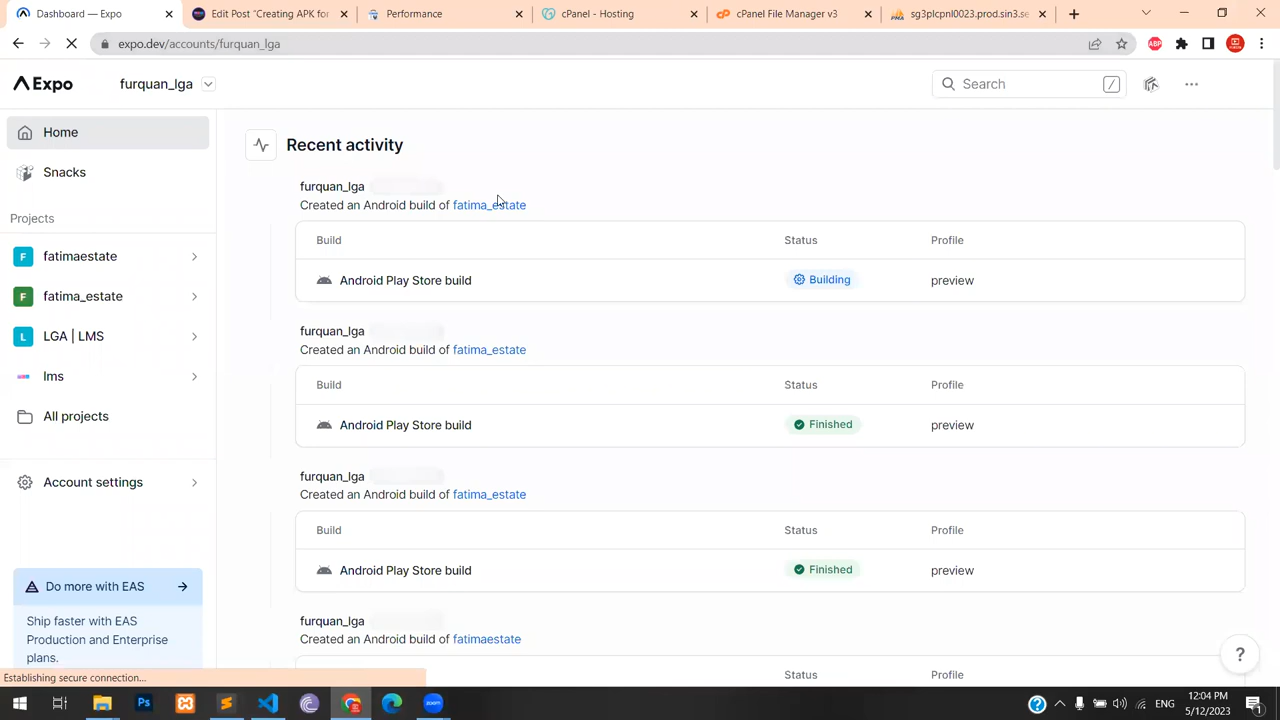 Dashboard — Expo
Edit Post "Creating APK for
Performance
cPanel - Hosting
cPanel File Manager v3
sg3plcpnl0023.prod.sin3.se
expo.dev/accounts/furquan_lga
ABP
Expo
furquan_lga
Search
/
Home
Snacks
Projects
F fatimaestate
F fatima_estate
L LGA | LMS
lms
All projects
Account settings
Do more with EAS
Ship faster with EAS
Production and Enterprise
plans.
Recent activity
furquan_lga
Created an Android build of fatima_estate
Build Status Profile
Android Play Store build Building preview
furquan_lga
Created an Android build of fatima_estate
Build Status Profile
Android Play Store build Finished preview
furquan_lga
Created an Android build of fatima_estate
Build Status Profile
Android Play Store build Finished preview
furquan_lga
Created an Android build of fatimaestate
Build Status Profile
?
Establishing secure connection...
Ps
zoom
ENG
12:04 PM
5/12/2023
1